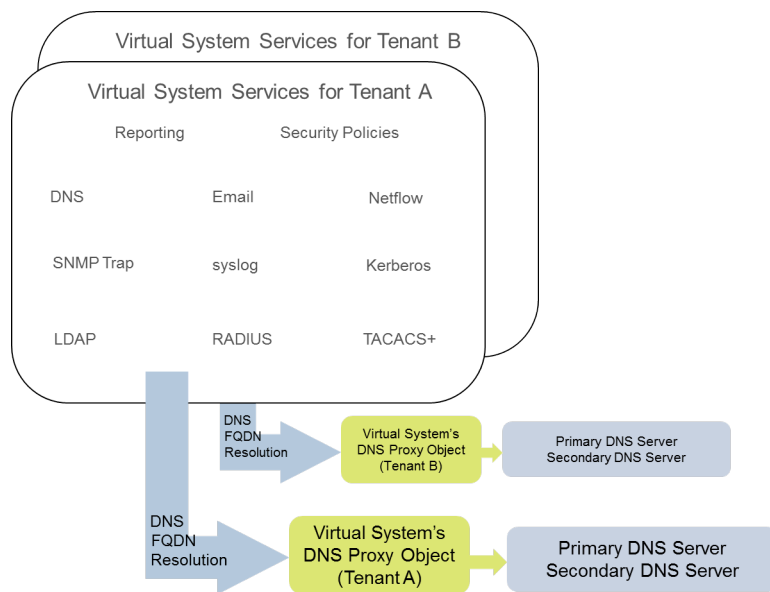 Virtual System Services for Tenant B
Virtual System Services for Tenant A
Reporting
Security Policies
DNS
Email
Netflow
SNMP Trap
syslog
Kerberos
LDAP
RADIUS
TACACS+
DNS
FQDN
Resolution
Virtual System's
DNS Proxy Object
(Tenant B)
Primary DNS Server
Secondary DNS Server
DNS
FQDN
Resolution
Virtual System's
DNS Proxy Object
(Tenant A)
Primary DNS Server
Secondary DNS Server